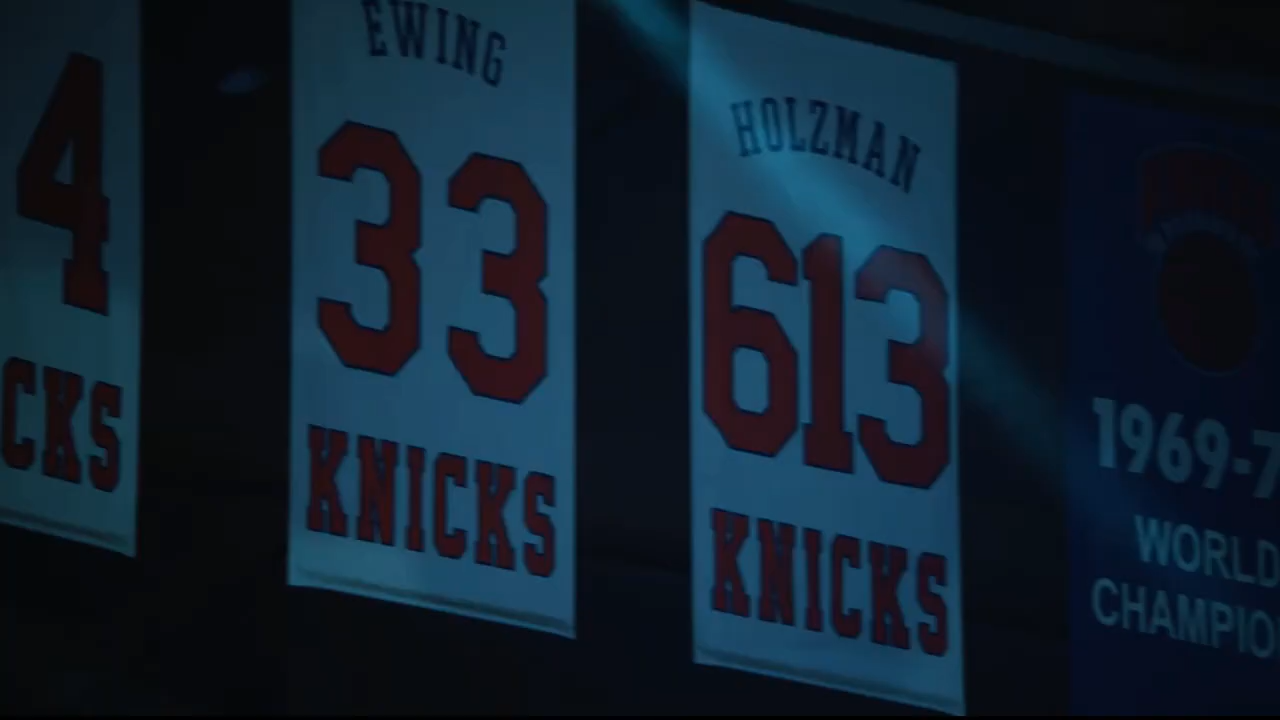 4
CKS
EWING
33
KNICKS
HOLZMAN
613
KNICKS
1969-7
WORLD
CHAMPIO